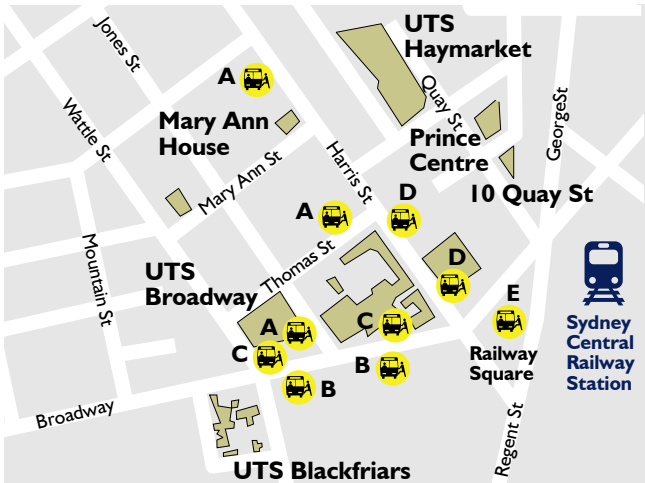 UTS
Haymarket
Jones St
A
Wattle St
Quay St
GeorgeSt
Mary Ann
House
Prince
Centre
Harris St
Mary Ann St
10 Quay St
A
D
Thomas St
Mountain St
UTS
Broadway
D
E
A
C
C
B
B
Railway
Square
Sydney
Central
Railway
Station
Broadway
Regent St
UTS Blackfriars